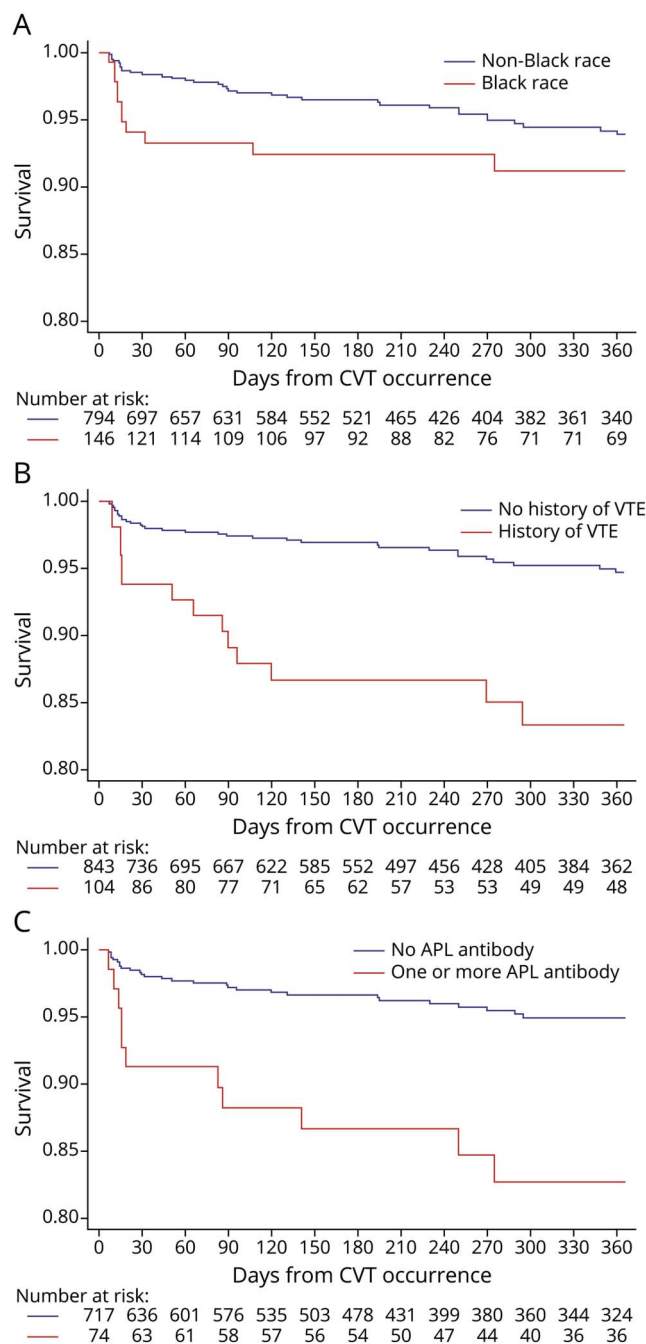 A
1.00
0.95
0.90
0.85
0.80
Survival
Non-Black race
Black race
0 30 60 90 120 150 180 210 240 270 300 330 360
Days from CVT occurrence
Number at risk:
794 697 657 631 584 552 521 465 426 404 382 361 340
146 121 114 109 106 97 92 88 82 76 71 71 69
B
1.00
0.95
0.90
0.85
0.80
Survival
No history of VTE
History of VTE
0 30 60 90 120 150 180 210 240 270 300 330 360
Days from CVT occurrence
Number at risk:
843 736 695 667 622 585 552 497 456 428 405 384 362
104 86 80 77 71 65 62 57 53 53 49 49 48
C
1.00
0.95
0.90
0.85
0.80
Survival
No APL antibody
One or more APL antibody
0 30 60 90 120 150 180 210 240 270 300 330 360
Days from CVT occurrence
Number at risk:
717 636 601 576 535 503 478 431 399 380 360 344 324
74 63 61 58 57 56 54 50 47 44 40 36 36